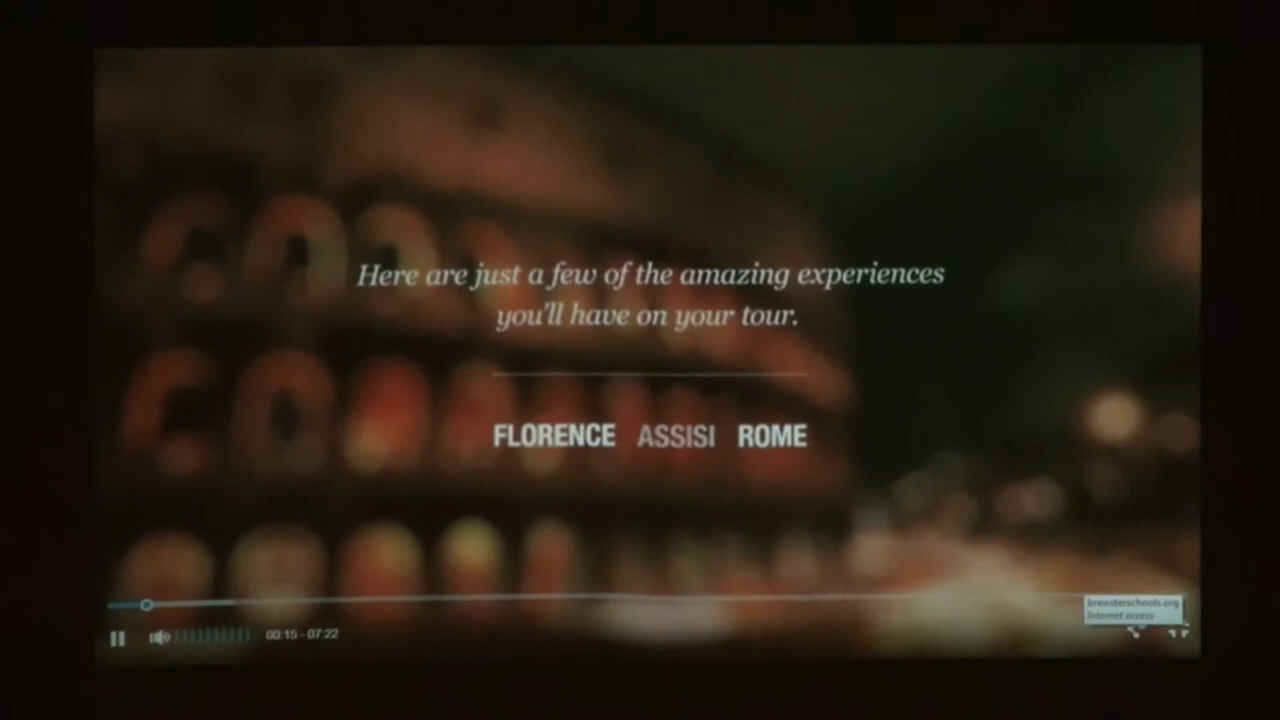 Here are just a few of the amazing experiences
you'll have on your tour.
FLORENCE ASSISI ROME
00:15 - 07:22
brewsterschools.org
Internet access